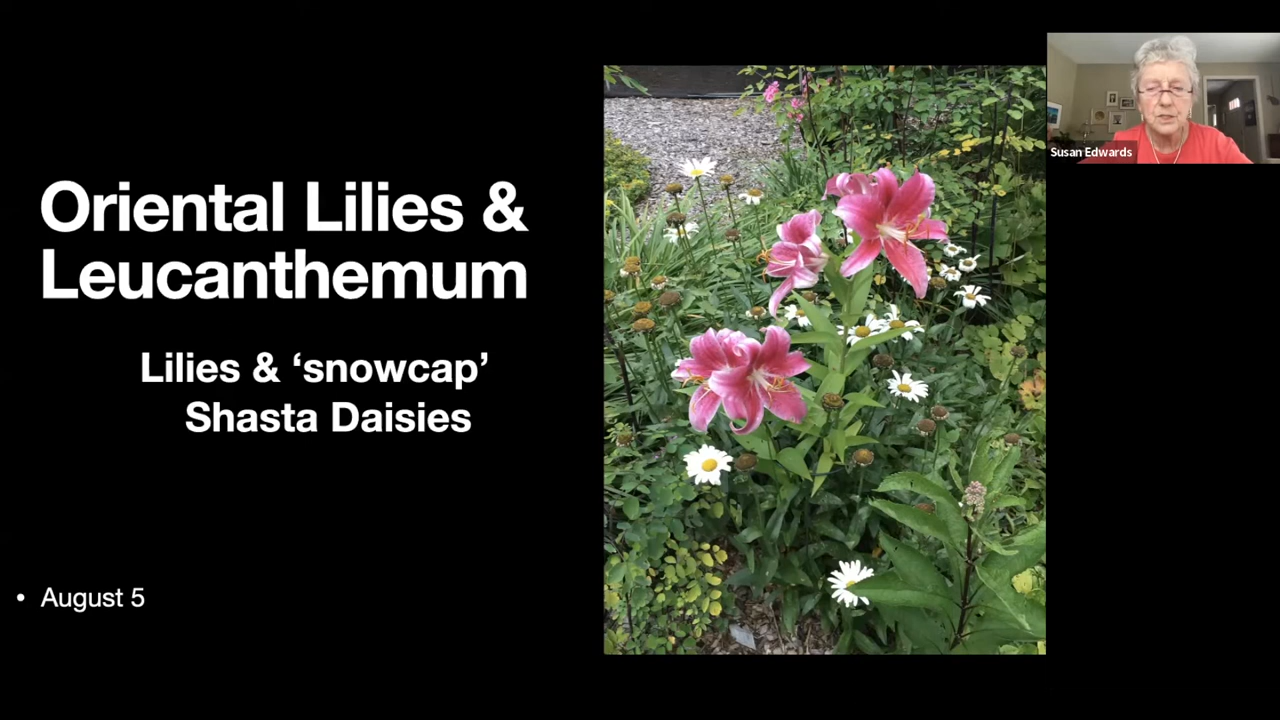 Oriental Lilies &
Leucanthemum
Lilies & ‘snowcap’
Shasta Daisies
• August 5
Susan Edwards